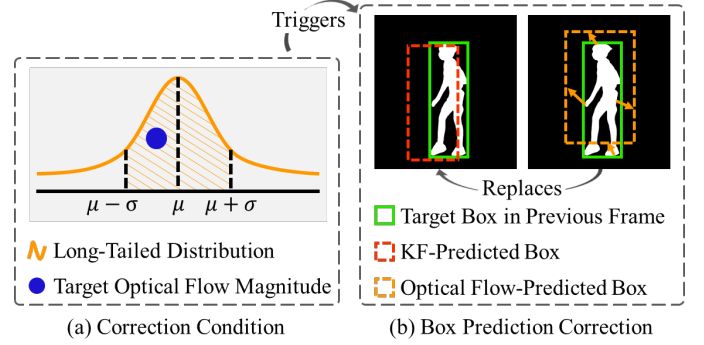 Triggers
μ − σ
μ
μ + σ
Long-Tailed Distribution
Target Optical Flow Magnitude
(a) Correction Condition
Replaces
Target Box in Previous Frame
KF-Predicted Box
Optical Flow-Predicted Box
(b) Box Prediction Correction